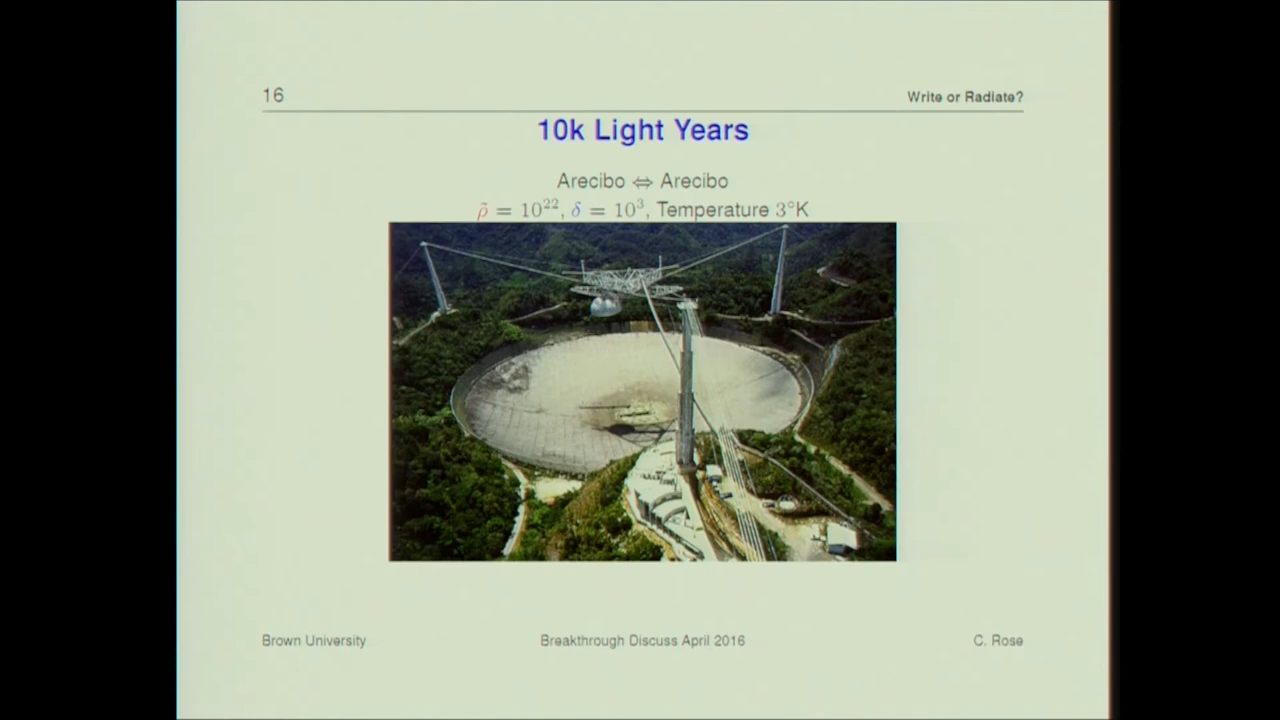 16
Write or Radiate?
10k Light Years
Arecibo ⇔ Arecibo
ρ̃ = 10²², δ = 10³, Temperature 3°K
Brown University
Breakthrough Discuss April 2016
C. Rose